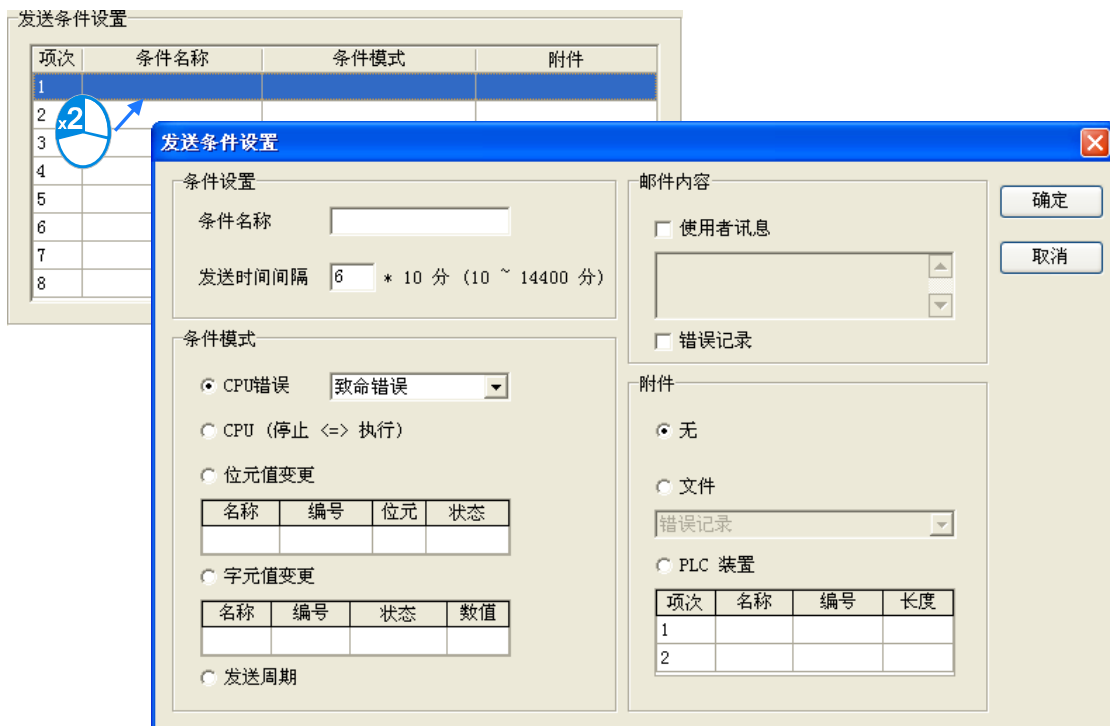 发送条件设置
项次 条件名称 条件模式 附件
1
2
3
4
5
6
7
8
x2
发送条件设置
条件设置
条件名称
发送时间间隔 6 * 10 分 (10 ~ 14400 分)
条件模式
CPU错误 致命错误
CPU (停止 <=> 执行)
位元值变更
名称 编号 位元 状态
字元值变更
名称 编号 状态 数值
发送周期
邮件内容
使用者讯息
错误记录
附件
无
文件
错误记录
PLC 装置
项次 名称 编号 长度
1
2
确定
取消